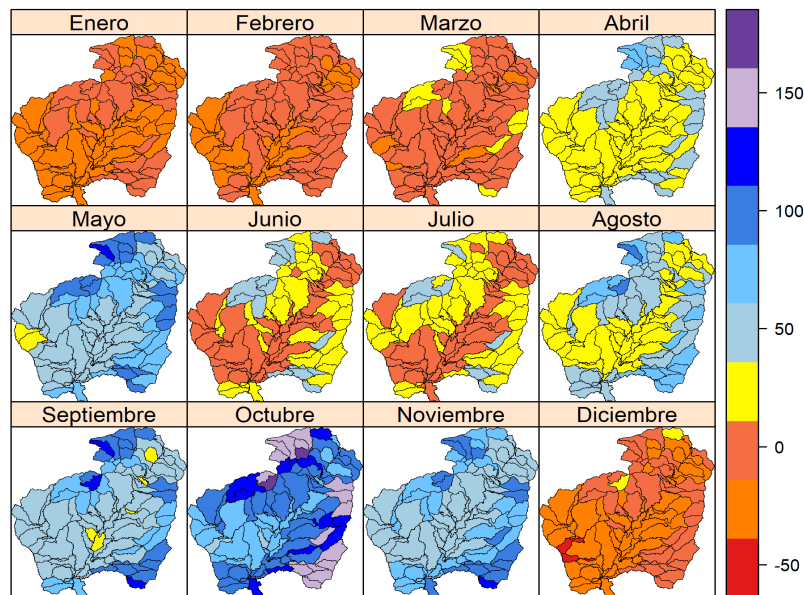 Enero Febrero Marzo Abril
Mayo Junio Julio Agosto
Septiembre Octubre Noviembre Diciembre
150
100
50
0
-50